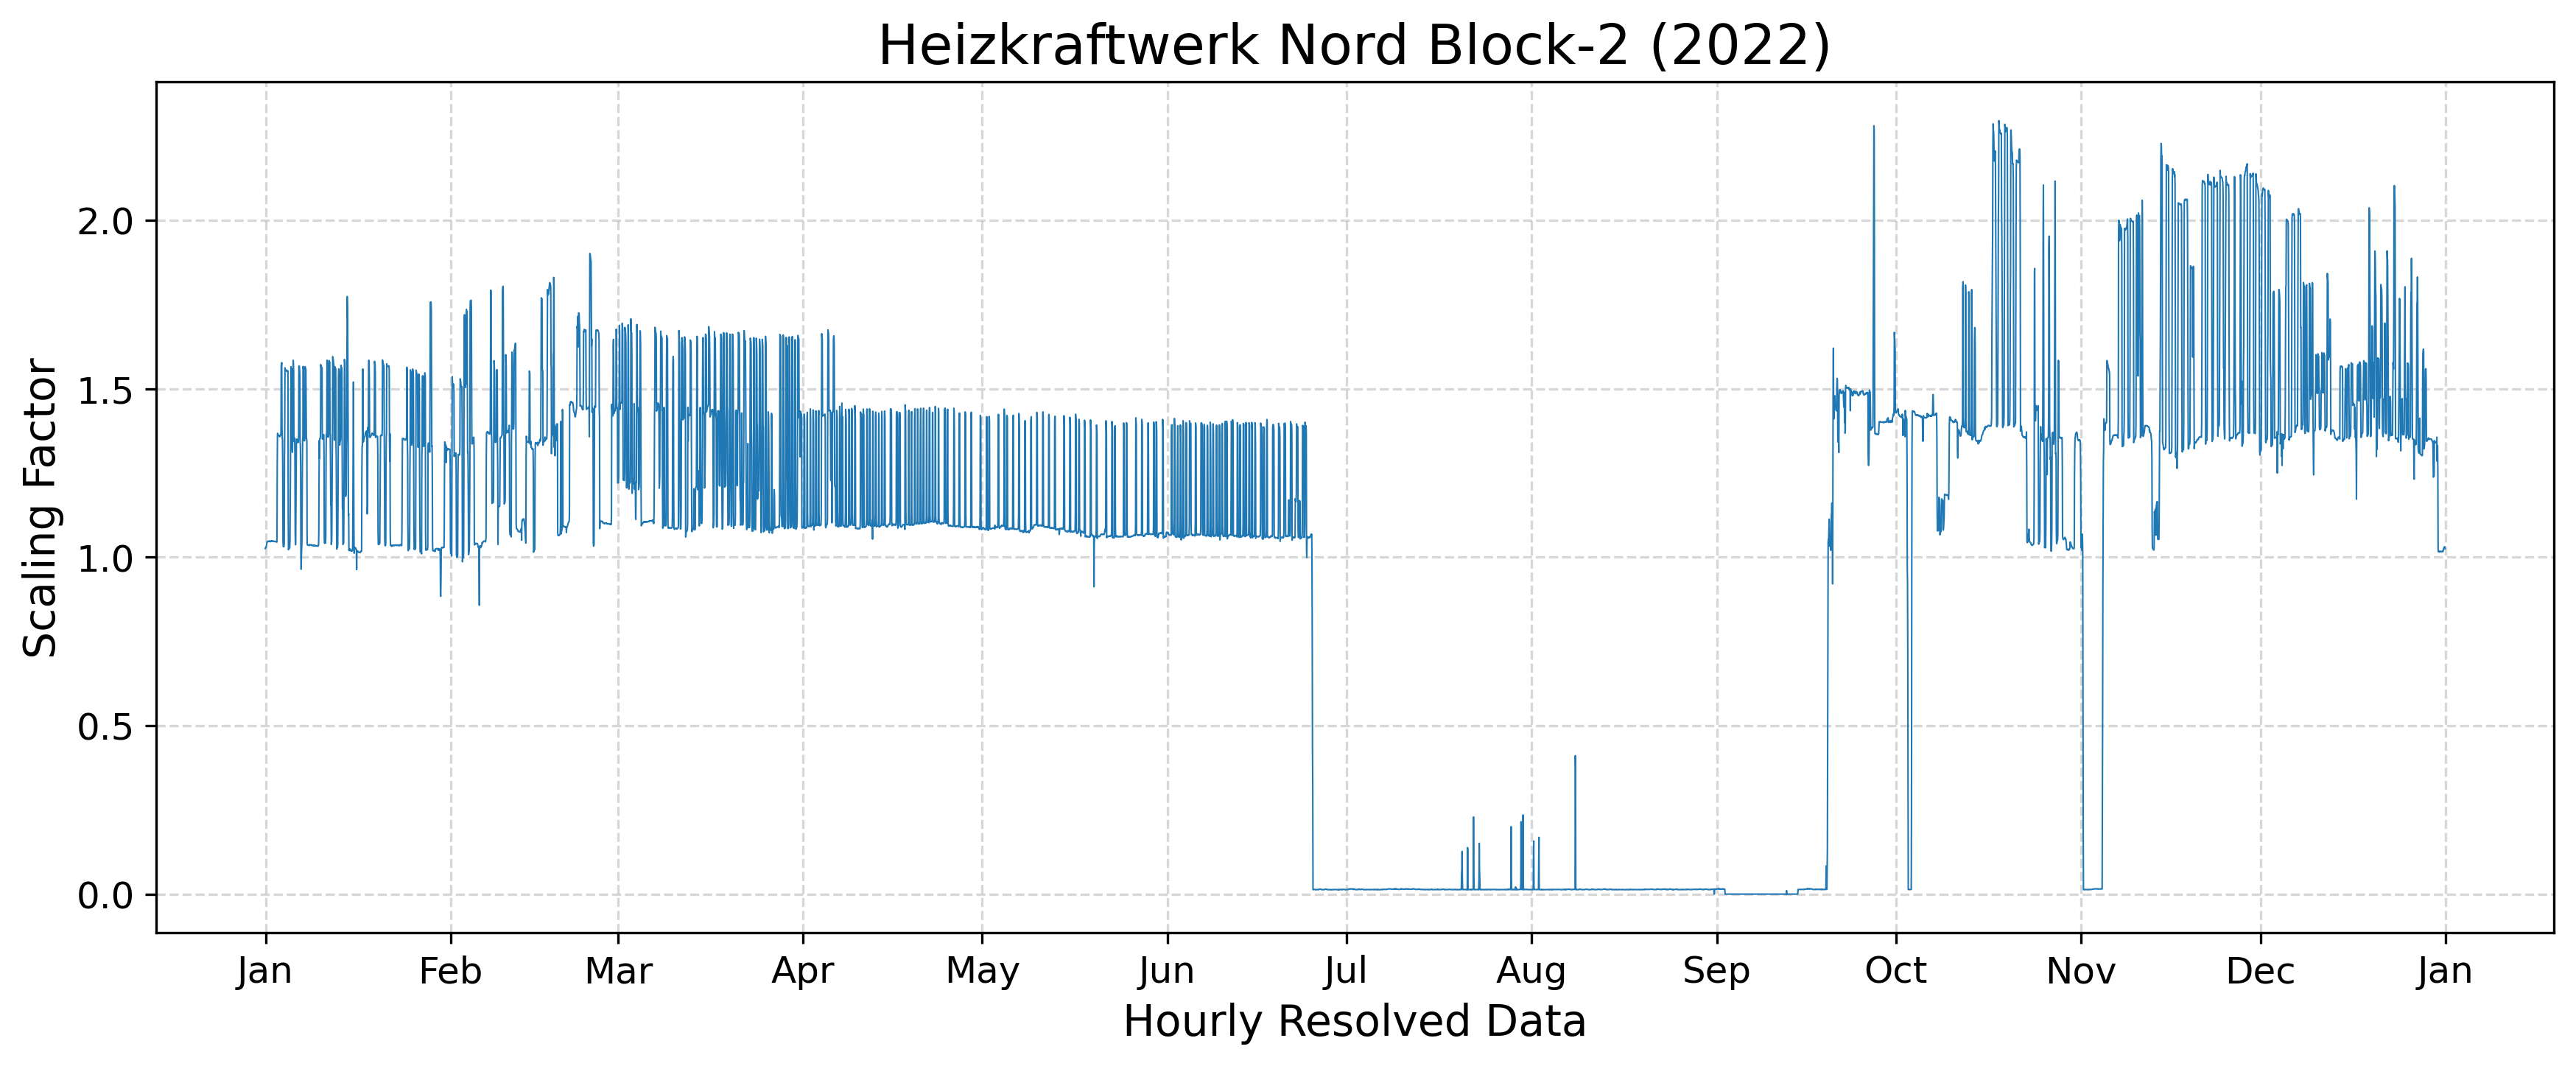 Heizkraftwerk Nord Block-2 (2022)
Scaling Factor
2.0
1.5
1.0
0.5
0.0
Jan Feb Mar Apr May Jun Jul Aug Sep Oct Nov Dec Jan
Hourly Resolved Data